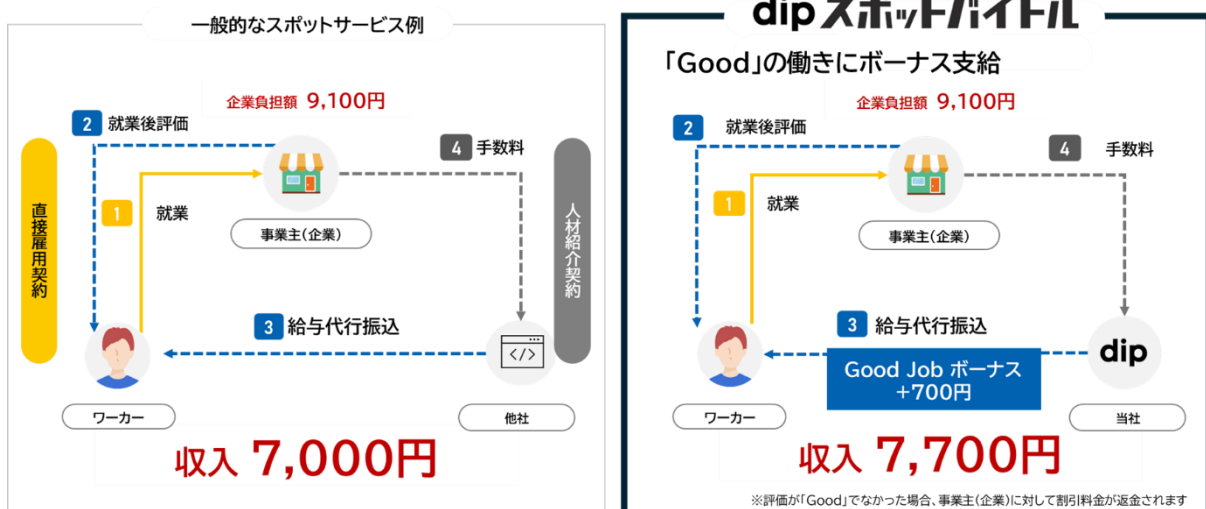 一般的なスポットサービス例
企業負担額 9,100円
2 就業後評価
4 手数料
1 就業
直接雇用契約
人材紹介契約
事業主(企業)
3 給与代行振込
</>
ワーカー
他社
収入 7,000円
dip スポットバイトル
「Good」の働きにボーナス支給
企業負担額 9,100円
2 就業後評価
4 手数料
1 就業
事業主(企業)
3 給与代行振込
Good Job ボーナス
+700円
dip
ワーカー
当社
収入 7,700円
※評価が「Good」でなかった場合、事業主(企業)に対して割引料金が返金されます